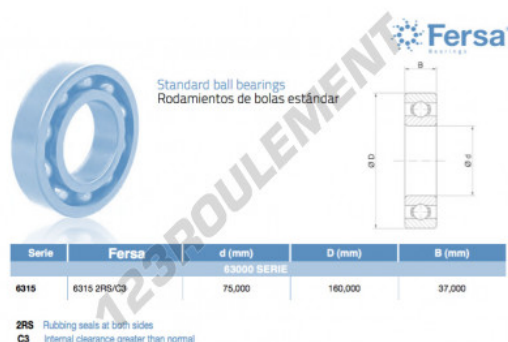 Fersa
Bearings
Standard ball bearings
Rodamientos de bolas estándar
B
Ø D
Ø d
123ROULEMENT
Serie Fersa d (mm) D (mm) B (mm)
63000 SERIE
6315 6315 2RS/C3 75,000 160,000 37,000
2RS Rubbing seals at both sides
C3 Internal clearance greater than normal